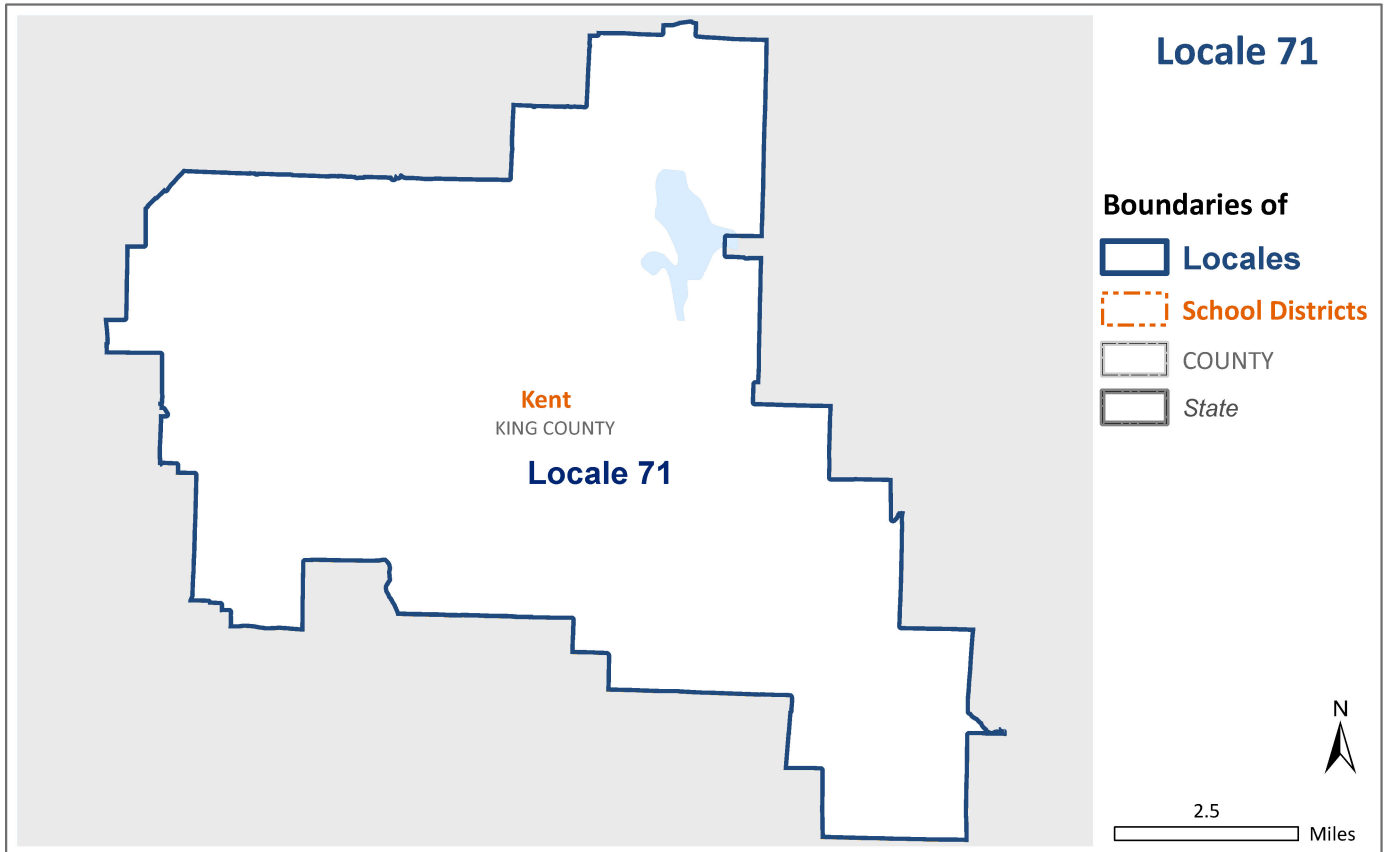 Locale 71
Boundaries of
Locales
School Districts
COUNTY
State
Kent
KING COUNTY
Locale 71
N
2.5
Miles